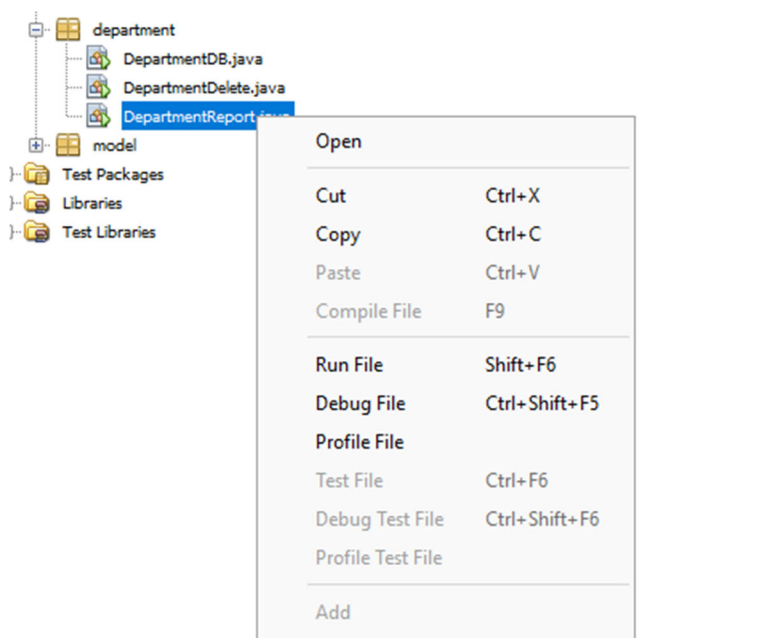 department
DepartmentDB.java
DepartmentDelete.java
DepartmentReport.java
model
Test Packages
Libraries
Test Libraries
Open
Cut Ctrl+X
Copy Ctrl+C
Paste Ctrl+V
Compile File F9
Run File Shift+F6
Debug File Ctrl+Shift+F5
Profile File
Test File Ctrl+F6
Debug Test File Ctrl+Shift+F6
Profile Test File
Add